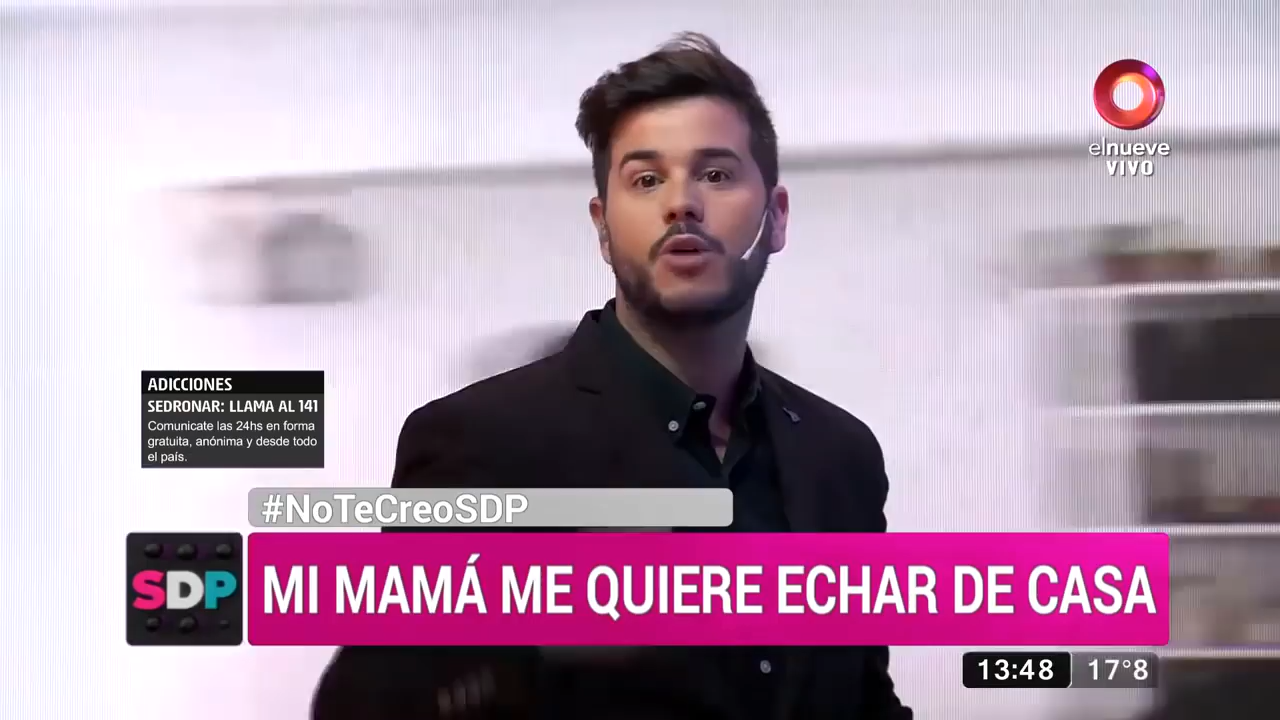 elnueve
VIVO
ADICCIONES
SEDRONAR: LLAMA AL 141
Comunicate las 24hs en forma
gratuita, anónima y desde todo
el país.
#NoTeCreoSDP
SDP
MI MAMÁ ME QUIERE ECHAR DE CASA
13:48 17°8